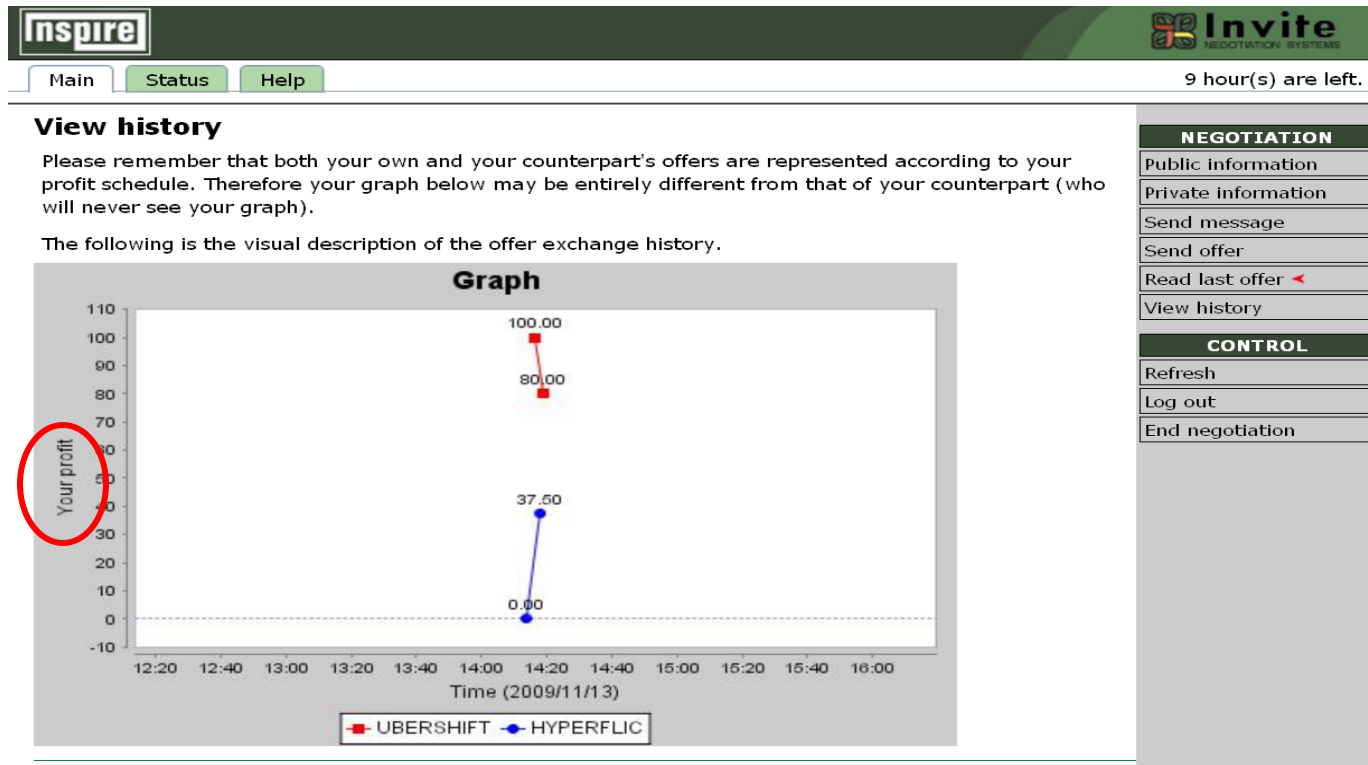 Inspire
Invite
NEGOTIATION SYSTEMS
Main Status Help
9 hour(s) are left.
View history
Please remember that both your own and your counterpart's offers are represented according to your
profit schedule. Therefore your graph below may be entirely different from that of your counterpart (who
will never see your graph).
The following is the visual description of the offer exchange history.
Graph
110
100
90
80
70
60
50
40
30
20
10
0
-10
Your profit
100.00
80.00
37.50
0.00
12:20 12:40 13:00 13:20 13:40 14:00 14:20 14:40 15:00 15:20 15:40 16:00
Time (2009/11/13)
UBERSHIFT HYPERFLIC
NEGOTIATION
Public information
Private information
Send message
Send offer
Read last offer
View history
CONTROL
Refresh
Log out
End negotiation